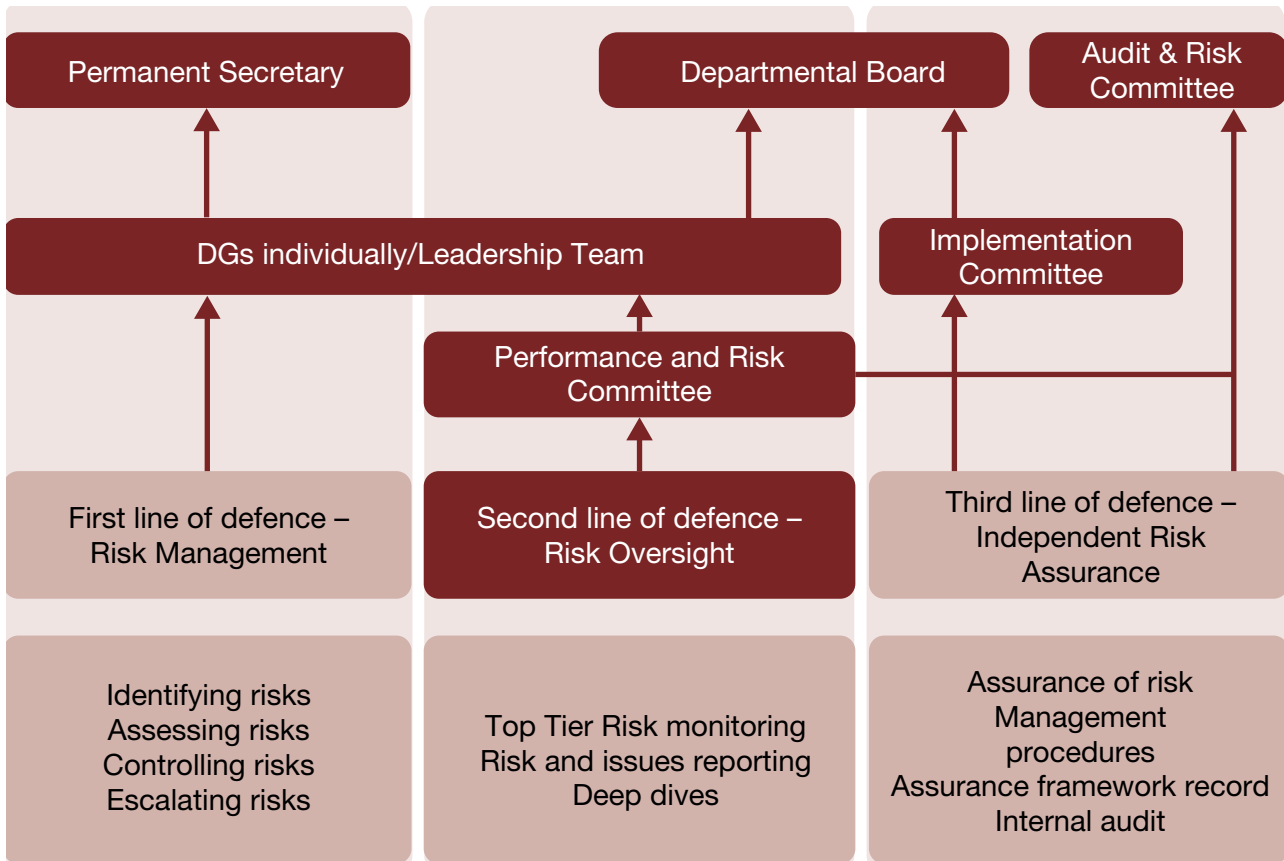 Permanent Secretary
Departmental Board
Audit & Risk
Committee
DGs individually/Leadership Team
Implementation
Committee
Performance and Risk
Committee
First line of defence –
Risk Management
Second line of defence –
Risk Oversight
Third line of defence –
Independent Risk
Assurance
Identifying risks
Assessing risks
Controlling risks
Escalating risks
Top Tier Risk monitoring
Risk and issues reporting
Deep dives
Assurance of risk
Management
procedures
Assurance framework record
Internal audit